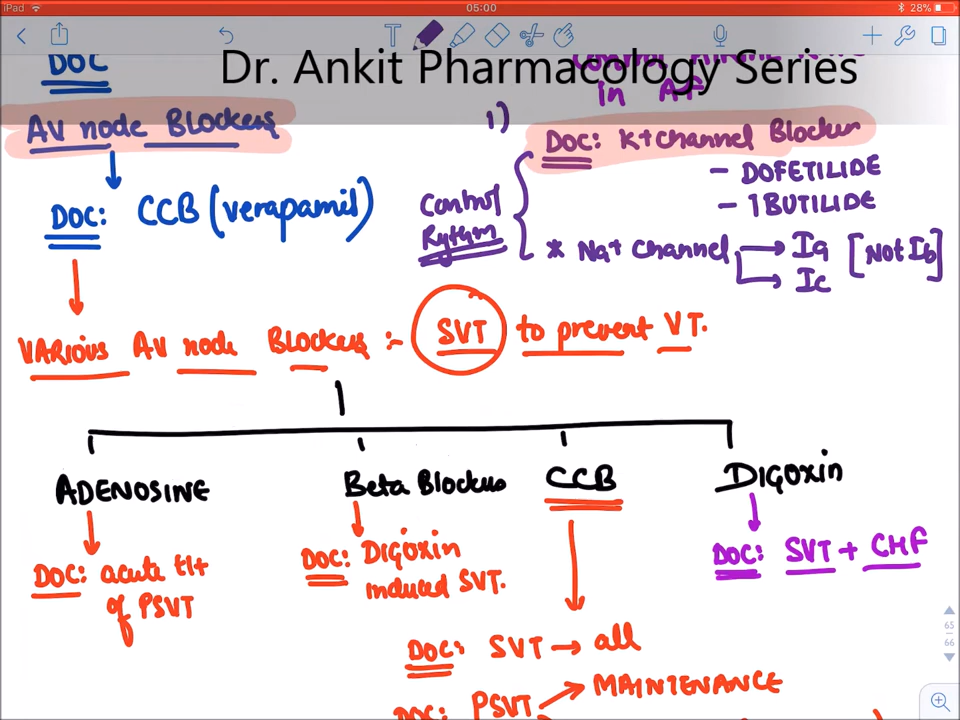 iPad
05:00
28%
Dr. Ankit Pharmacology Series
DOC
in AF
AV node Blockers
↓
DOC: CCB (verapamil)
1)
DOC: K+ channel Blocker
- DOFETILIDE
- IBUTILIDE
Control
Rythm
* Na+ channel → Ia [Not Ib]
→ Ic
VARIOUS AV node Blockers :- SVT to prevent VT.
ADENOSINE
DOC: acute t/t
of PSVT
Beta Blockers
DOC: Digoxin
induced SVT.
CCB
DOC: SVT → all
DOC: PSVT → MAINTENANCE
DIGOXIN
DOC: SVT + CHF
65
66